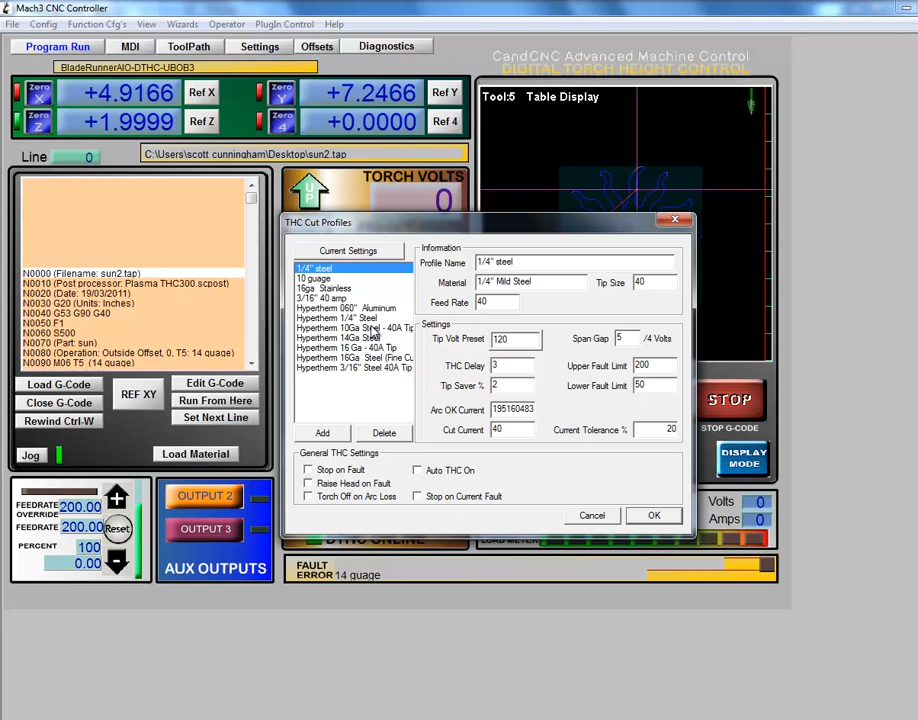 Mach3 CNC Controller
File Config Function Cfg's View Wizards Operator PlugIn Control Help
Program Run MDI ToolPath Settings Offsets Diagnostics
BladeRunnerAIO-DTHC-UBOB3
CandCNC Advanced Machine Control
DIGITAL TORCH HEIGHT CONTROL
Zero X +4.9166 Ref X Zero Y +7.2466 Ref Y
Zero Z +1.9999 Ref Z Zero 4 +0.0000 Ref 4
Tool:5 Table Display
Line 0 C:\Users\scott cunningham\Desktop\sun2.tap
UP TORCH VOLTS
0
N0000 (Filename: sun2.tap)
N0010 (Post processor: Plasma THC300.scpost)
N0020 (Date: 19/03/2011)
N0030 G20 (Units: Inches)
N0040 G53 G90 G40
N0050 F1
N0060 S500
N0070 (Part: sun)
N0080 (Operation: Outside Offset, 0, T5: 14 guage)
N0090 M06 T5 (14 guage)
Load G-Code
Close G-Code
Rewind Ctrl-W
REF XY
Edit G-Code
Run From Here
Set Next Line
Jog
Load Material
THC Cut Profiles
Current Settings
1/4" steel
10 guage
16ga Stainless
3/16" 40 amp
Hypertherm 060" Aluminum
Hypertherm 1/4" Steel
Hypertherm 10Ga Steel - 40A Tip
Hypertherm 14Ga Steel
Hypertherm 16 Ga - 40A Tip
Hypertherm 16Ga Steel (Fine Cu
Hypertherm 3/16" Steel 40A Tip
Add Delete
Information
Profile Name 1/4" steel
Material 1/4" Mild Steel Tip Size 40
Feed Rate 40
Settings
Tip Volt Preset 120 Span Gap 5 /4 Volts
THC Delay 3 Upper Fault Limit 200
Tip Saver % 2 Lower Fault Limit 50
Arc OK Current 195160483
Cut Current 40 Current Tolerance % 20
General THC Settings
Stop on Fault Auto THC On
Raise Head on Fault
Torch Off on Arc Loss Stop on Current Fault
Cancel OK
STOP
STOP G-CODE
DISPLAY
MODE
FEEDRATE 200.00
OVERRIDE
FEEDRATE 200.00
PERCENT 100
0.00
+
Reset
-
OUTPUT 2
OUTPUT 3
AUX OUTPUTS
DTHC ONLINE
LOAD METER
Volts 0
Amps 0
FAULT
ERROR 14 guage